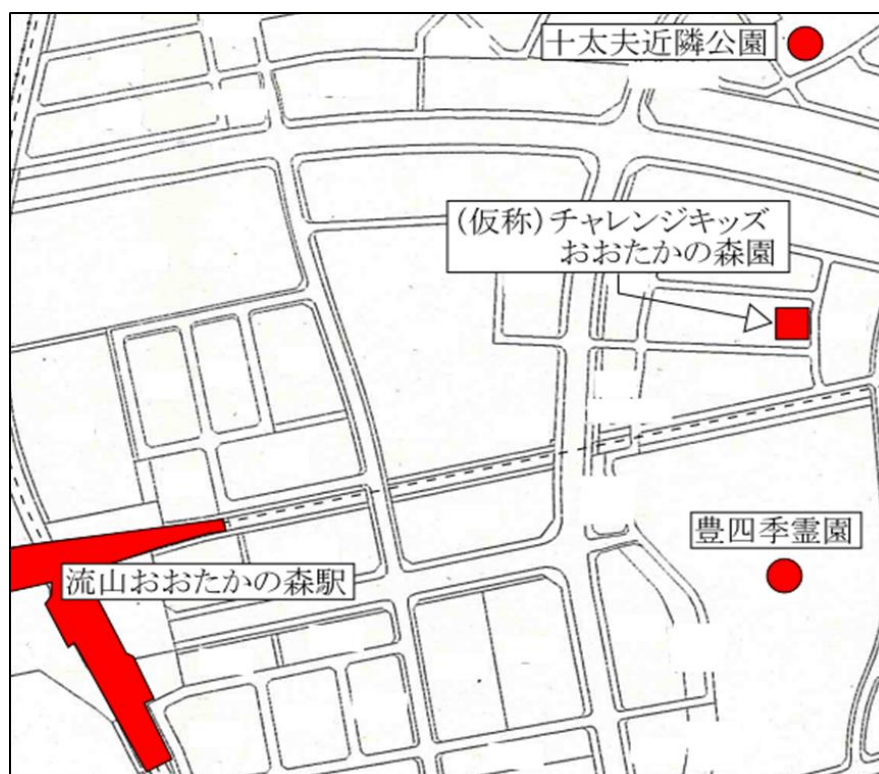 十太夫近隣公園
(仮称)チャレンジキッズ
おおたかの森園
豊四季霊園
流山おおたかの森駅